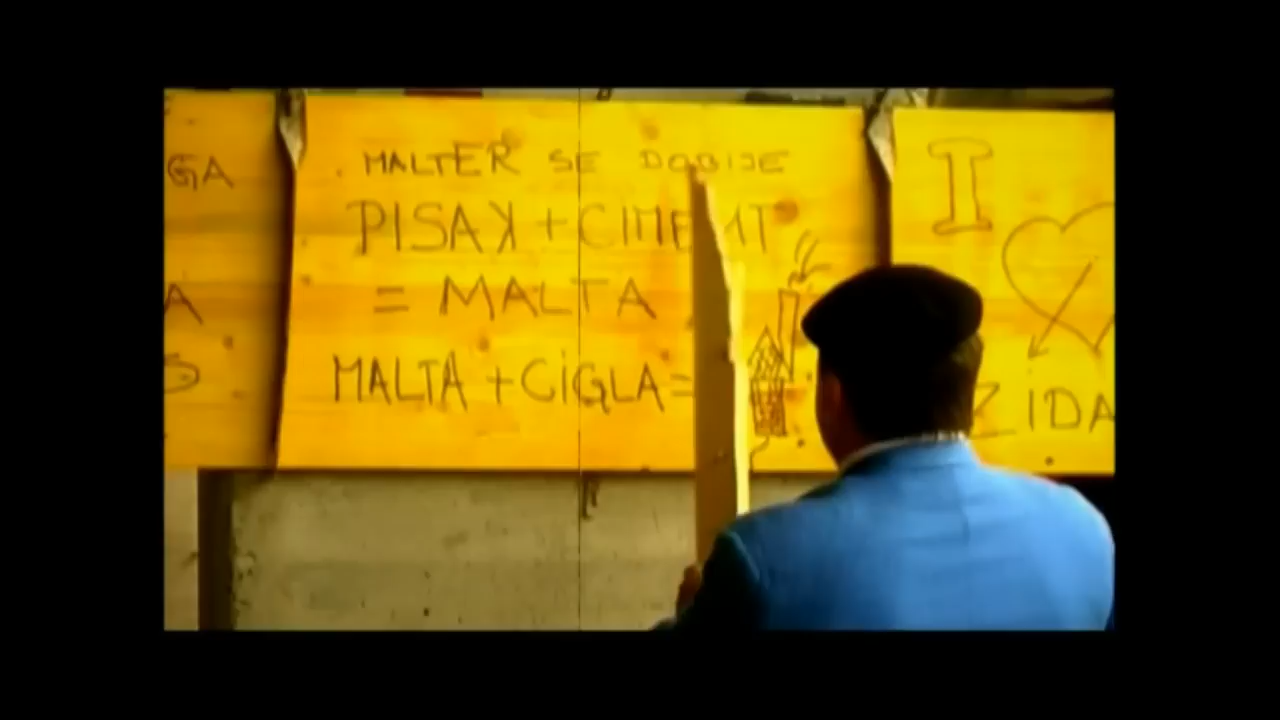 GA
A
MALTER SE DOBIJE
PISAK + CIMENT
= MALTA
MALTA + CIGLA =
I
ZIDA